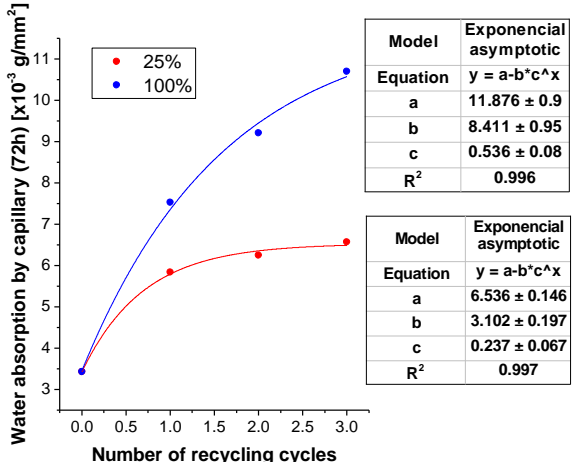 Water absorption by capillary (72h) [x10⁻³ g/mm²]
11
10
9
8
7
6
5
4
3
25%
100%
0.0 0.5 1.0 1.5 2.0 2.5 3.0
Number of recycling cycles
Model Exponencial
asymptotic
Equation y = a-b*c^x
a 11.876 ± 0.9
b 8.411 ± 0.95
c 0.536 ± 0.08
R² 0.996
Model Exponencial
asymptotic
Equation y = a-b*c^x
a 6.536 ± 0.146
b 3.102 ± 0.197
c 0.237 ± 0.067
R² 0.997